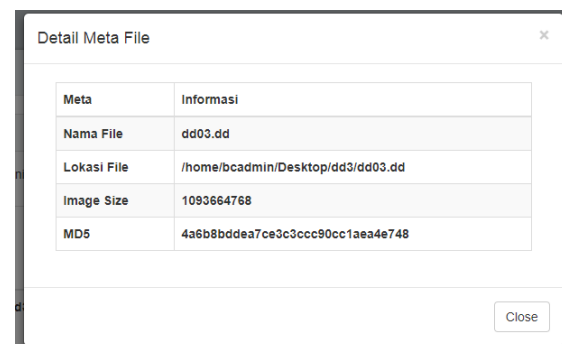 Detail Meta File ×
Meta Informasi
Nama File dd03.dd
Lokasi File /home/bcadmin/Desktop/dd3/dd03.dd
Image Size 1093664768
MD5 4a6b8bddea7ce3c3ccc90cc1aea4e748
Close